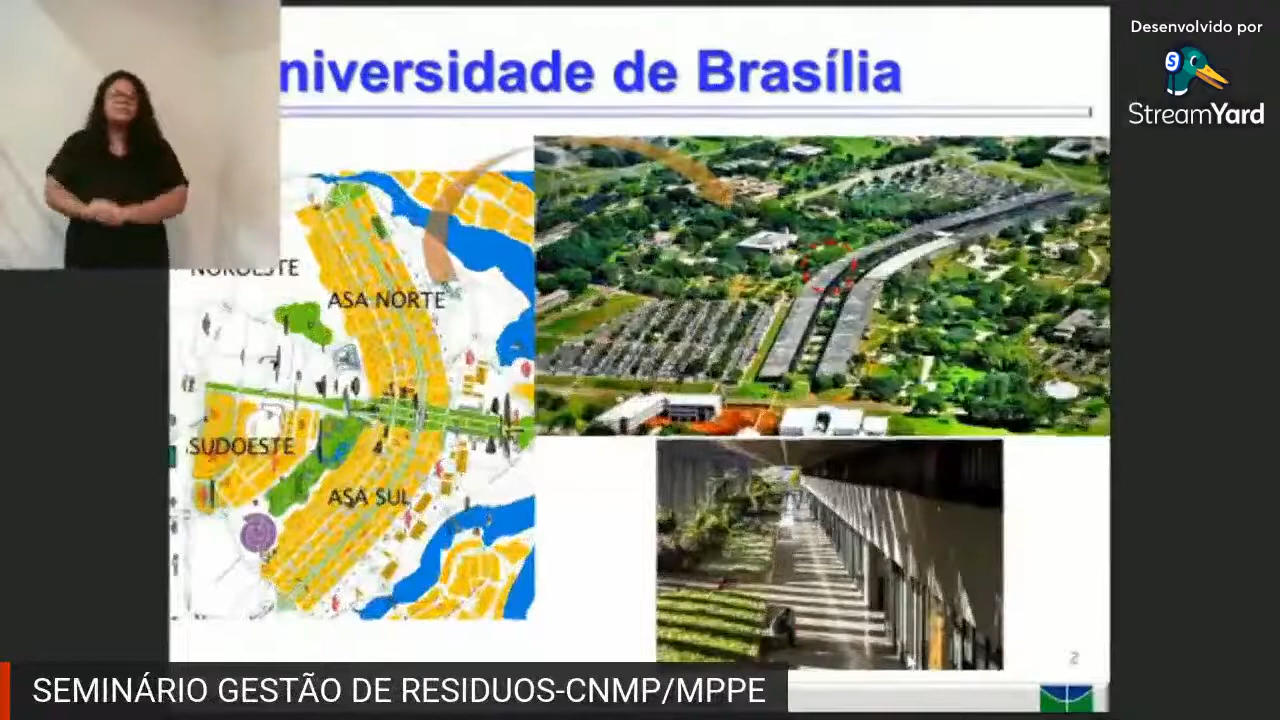 niversidade de Brasília
Desenvolvido por
StreamYard
NOROESTE
ASA NORTE
SUDOESTE
ASA SUL
2
SEMINÁRIO GESTÃO DE RESIDUOS-CNMP/MPPE